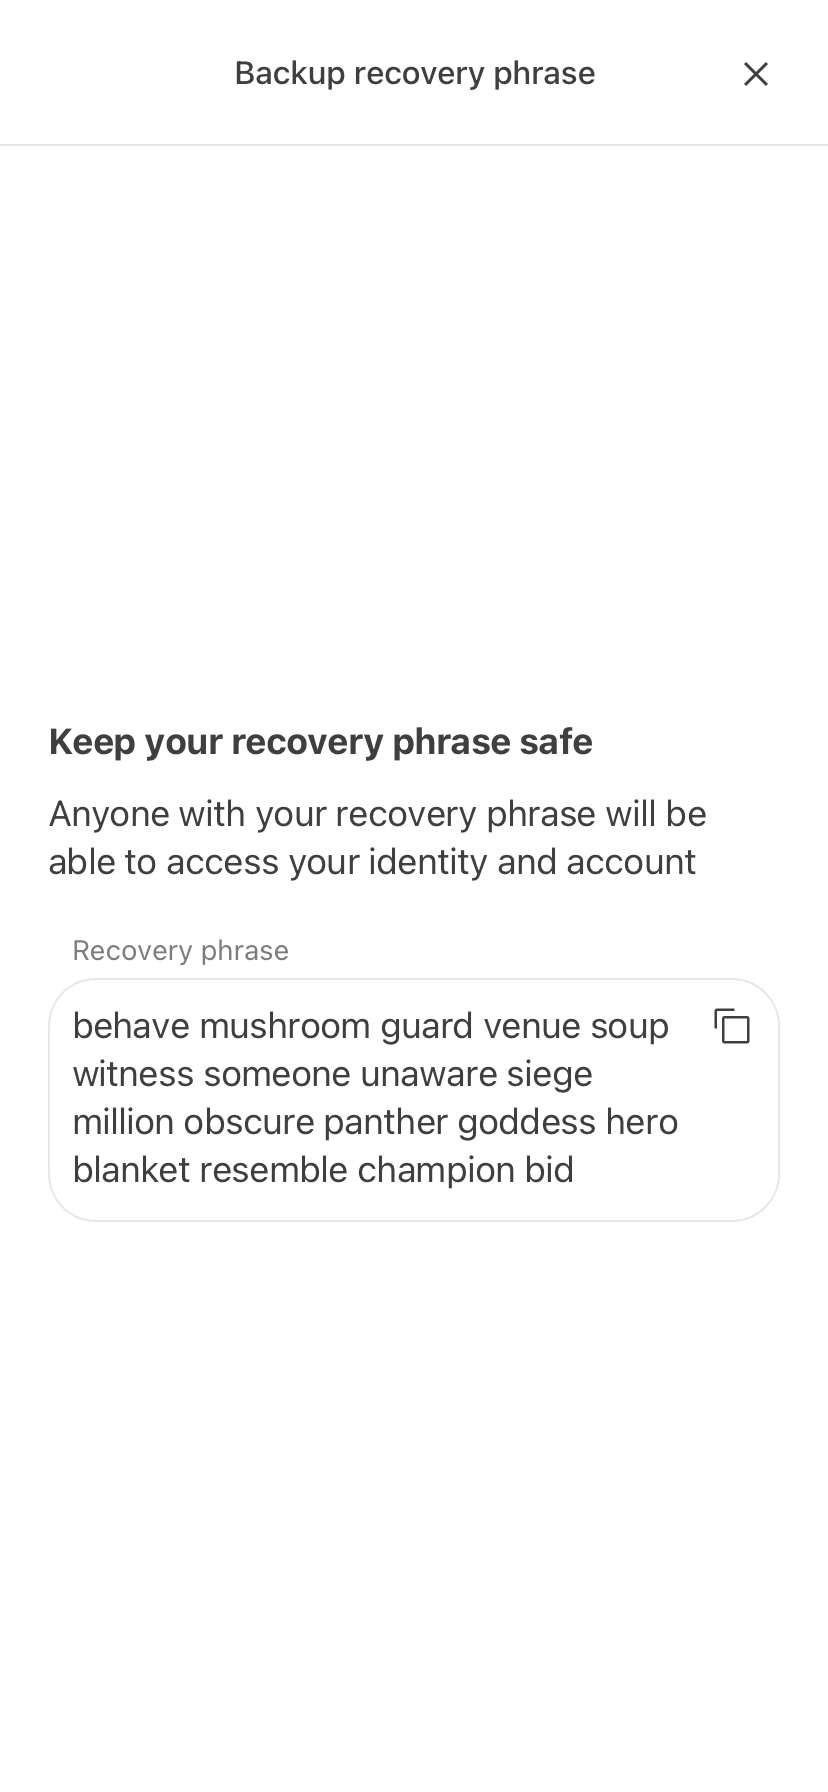 Backup recovery phrase
Keep your recovery phrase safe
Anyone with your recovery phrase will be
able to access your identity and account
Recovery phrase
behave mushroom guard venue soup
witness someone unaware siege
million obscure panther goddess hero
blanket resemble champion bid